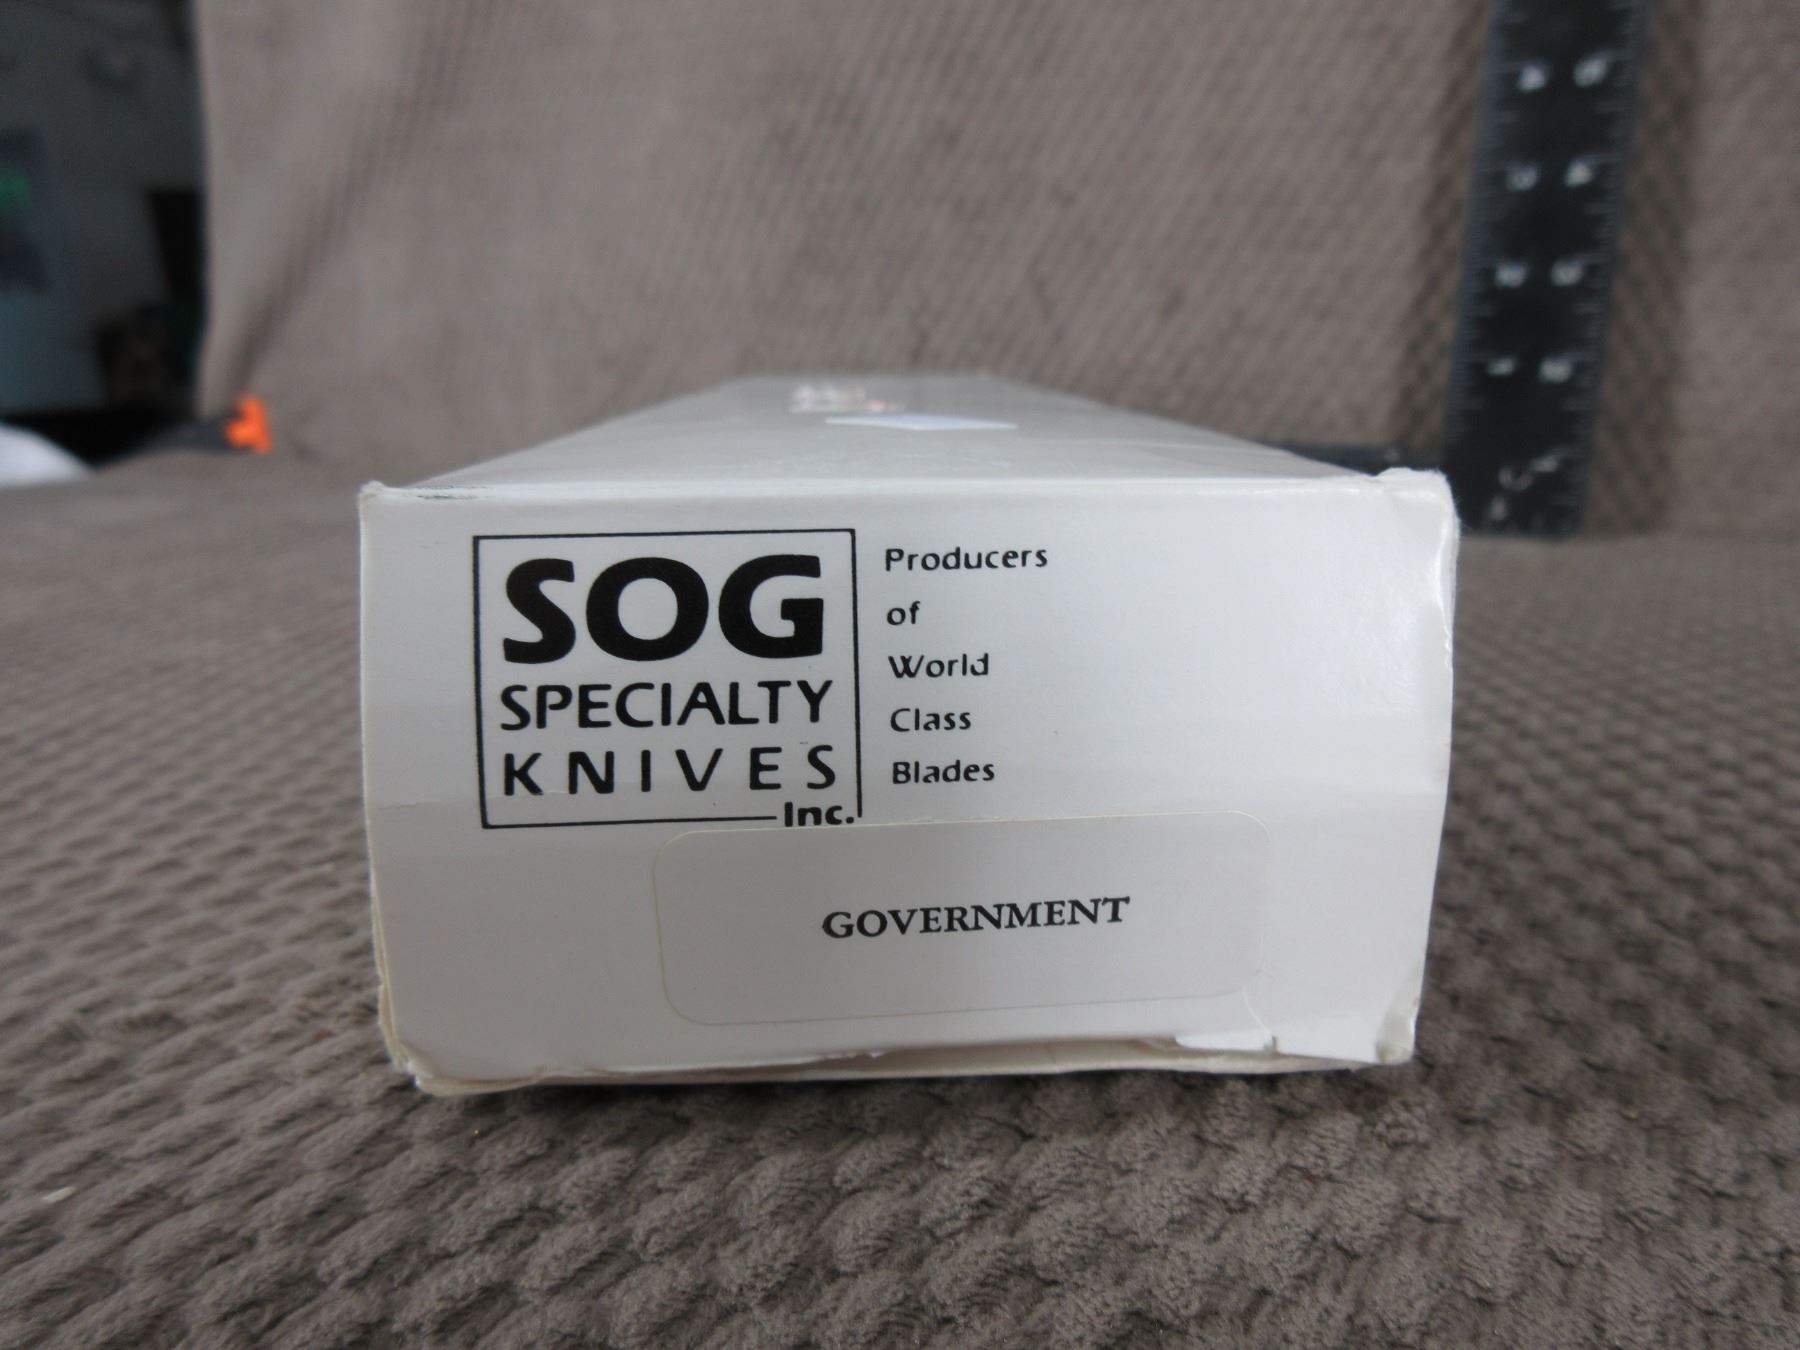 SOG
SPECIALTY
KNIVES
Inc.
Producers
of
World
Class
Blades
GOVERNMENT